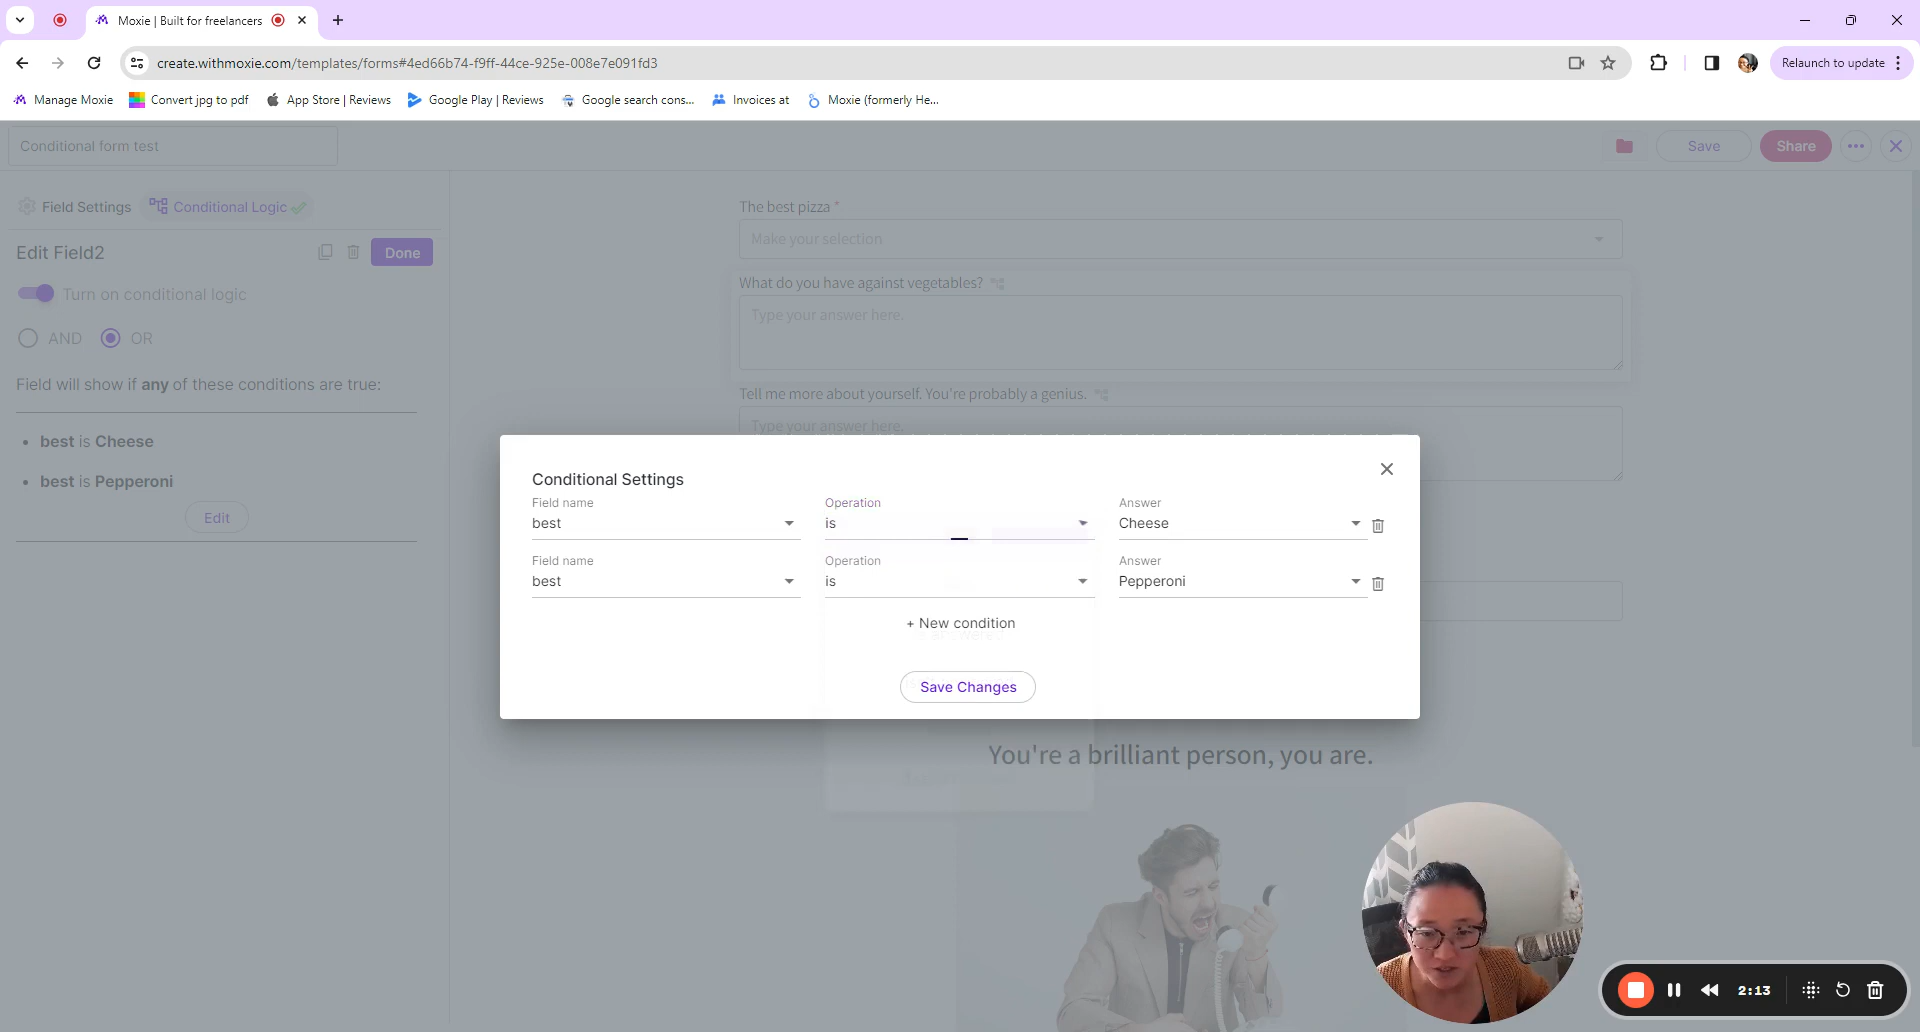 Moxie | Built for freelancers
create.withmoxie.com/templates/forms#4ed66b74-f9ff-44ce-925e-008e7e091fd3
Relaunch to update
Manage Moxie
Convert jpg to pdf
App Store | Reviews
Google Play | Reviews
Google search cons...
Invoices at
Moxie (formerly He...
Conditional form test
Save
Share
Field Settings
Conditional Logic
Edit Field2
Done
Turn on conditional logic
AND
OR
Field will show if any of these conditions are true:
• best is Cheese
• best is Pepperoni
Edit
The best pizza *
Make your selection
What do you have against vegetables?
Type your answer here.
Tell me more about yourself. You're probably a genius.
Type your answer here.
Conditional Settings
Field name
Operation
Answer
best
is
Cheese
Field name
Operation
Answer
best
is
Pepperoni
+ New condition
Save Changes
You're a brilliant person, you are.
2:13